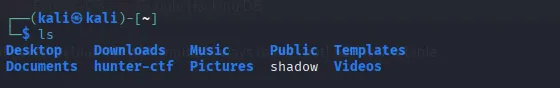 ┌──(kali㉿kali)-[~]
└─$ ls
Desktop    Downloads   Music     Public  Templates
Documents  hunter-ctf  Pictures  shadow  Videos